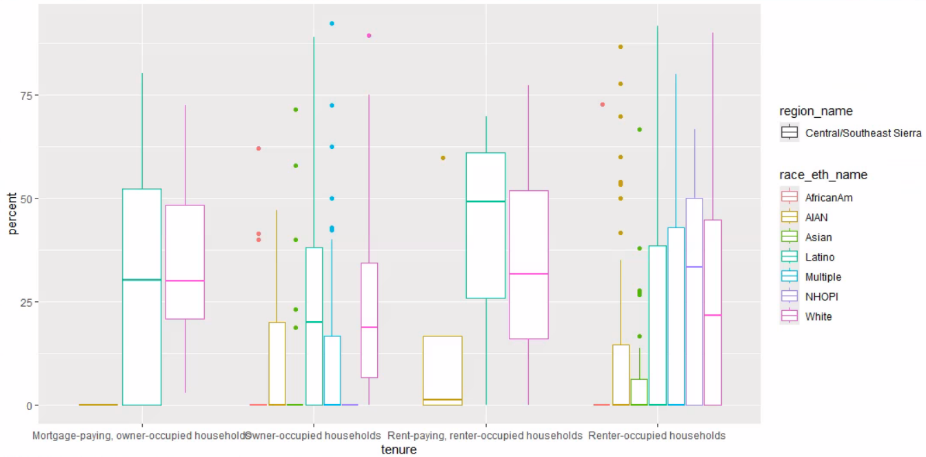 75
50
25
0
percent
Mortgage-paying, owner-occupied households
Owner-occupied households
Rent-paying, renter-occupied households
Renter-occupied households
tenure
region_name
Central/Southeast Sierra
race_eth_name
AfricanAm
AIAN
Asian
Latino
Multiple
NHOPI
White